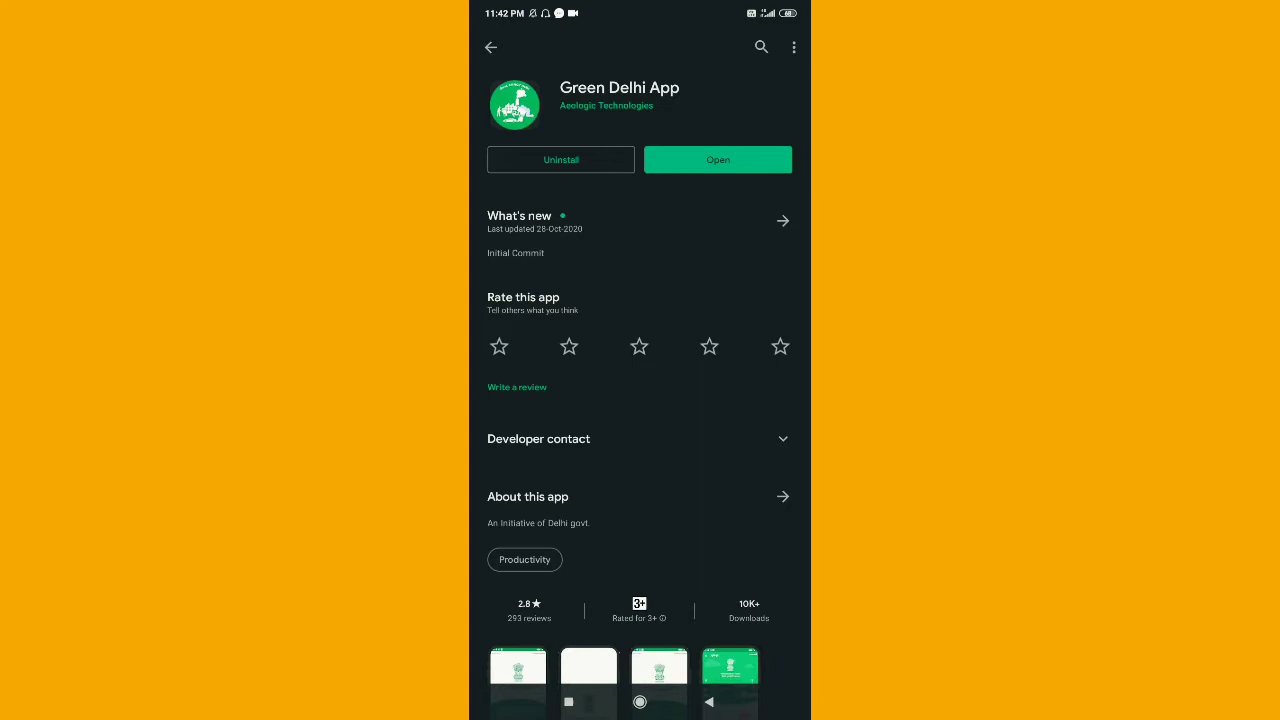 11:42 PM
68
Green Delhi App
Aeologic Technologies
Uninstall
Open
What's new
Last updated 28-Oct-2020
Initial Commit
Rate this app
Tell others what you think
Write a review
Developer contact
About this app
An Initiative of Delhi govt.
Productivity
2.8★ 3+ 10K+
293 reviews Rated for 3+ Downloads